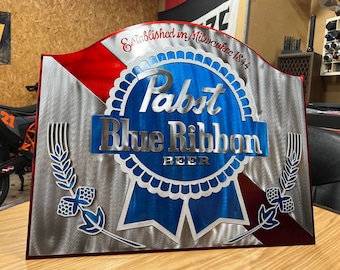 Established in Milwaukee 1844
Pabst
Blue Ribbon
BEER